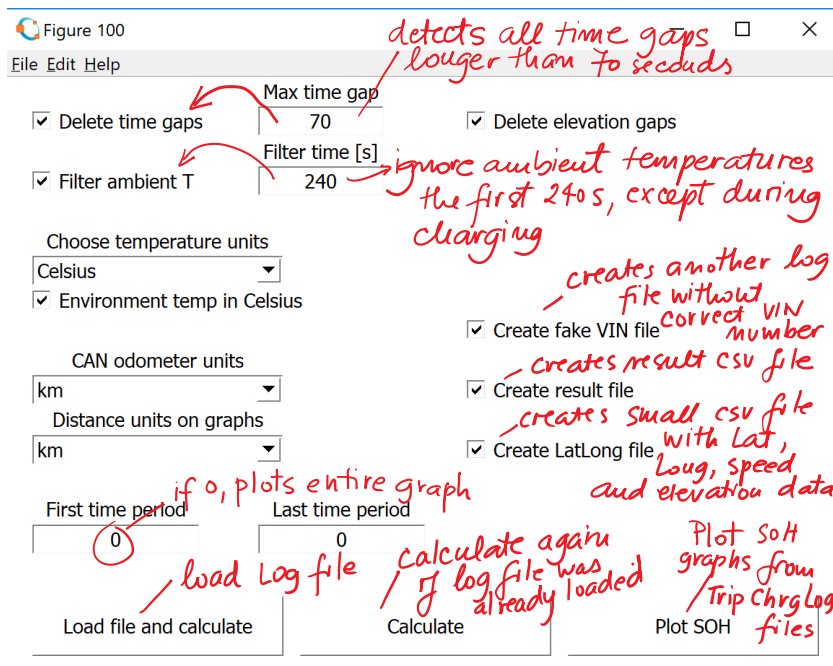 Figure 100
File Edit Help
detects all time gaps
longer than 70 seconds
Max time gap
Delete time gaps
70
Delete elevation gaps
Filter time [s]
Filter ambient T
240
ignore ambient temperatures
the first 240s, except during
charging
Choose temperature units
Celsius
Environment temp in Celsius
creates another log
file without
correct VIN
number
Create fake VIN file
CAN odometer units
km
creates result csv file
Create result file
Distance units on graphs
km
creates small csv file
with Lat,
Long, speed
and elevation data
Create LatLong file
if 0, plots entire graph
First time period
0
Last time period
0
load Log file
Calculate again
if log file was
already loaded
Plot SoH
graphs from
Trip Chrg Log
files
Load file and calculate
Calculate
Plot SOH